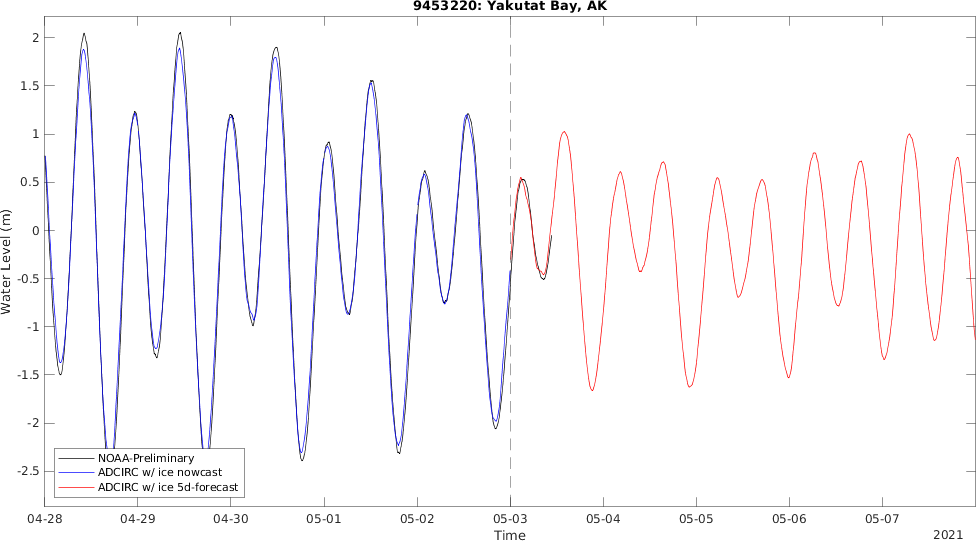 9453220: Yakutat Bay, AK
Water Level (m)
2
1.5
1
0.5
0
-0.5
-1
-1.5
-2
-2.5
NOAA-Preliminary
ADCIRC w/ ice nowcast
ADCIRC w/ ice 5d-forecast
04-28 04-29 04-30 05-01 05-02 05-03 05-04 05-05 05-06 05-07
Time
2021